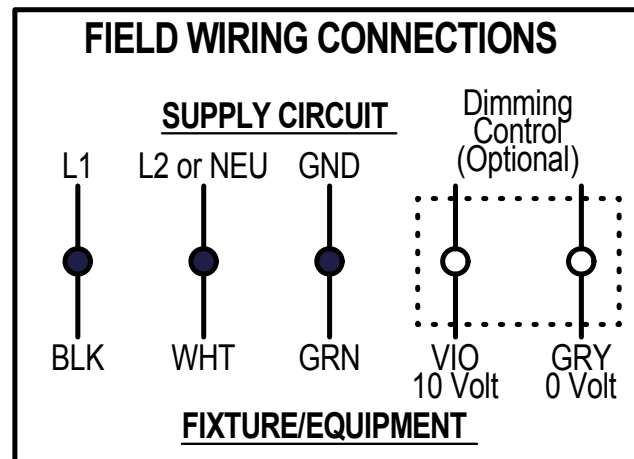 FIELD WIRING CONNECTIONS
SUPPLY CIRCUIT
Dimming
Control
(Optional)
L1 L2 or NEU GND
BLK WHT GRN VIO GRY
10 Volt 0 Volt
FIXTURE/EQUIPMENT